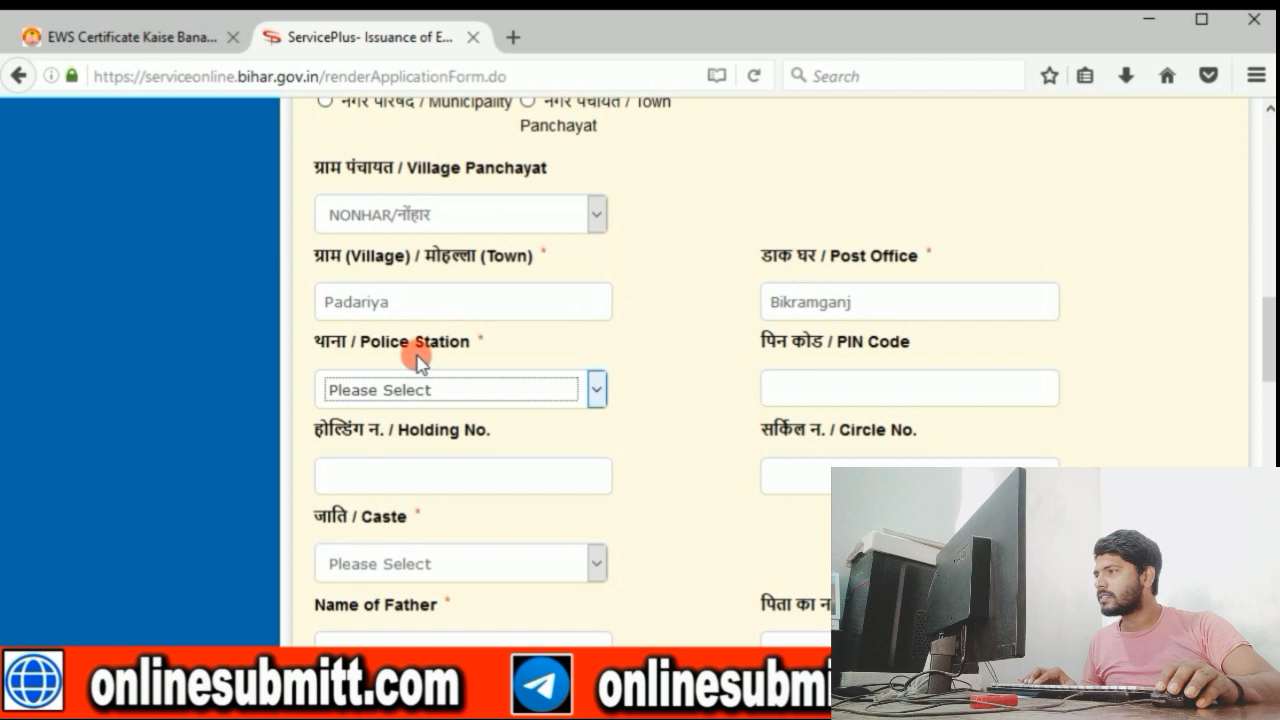 EWS Certificate Kaise Bana...
ServicePlus- Issuance of E...
https://serviceonline.bihar.gov.in/renderApplicationForm.do
Search
नगर परिषद / Municipality नगर पंचायत / Town
Panchayat
ग्राम पंचायत / Village Panchayat
NONHAR/नोंहार
ग्राम (Village) / मोहल्ला (Town) *
डाक घर / Post Office *
Padariya
Bikramganj
थाना / Police Station *
पिन कोड / PIN Code
Please Select
होल्डिंग न. / Holding No.
सर्किल न. / Circle No.
जाति / Caste *
Please Select
Name of Father *
पिता का
onlinesubmitt.com
onlinesubmi